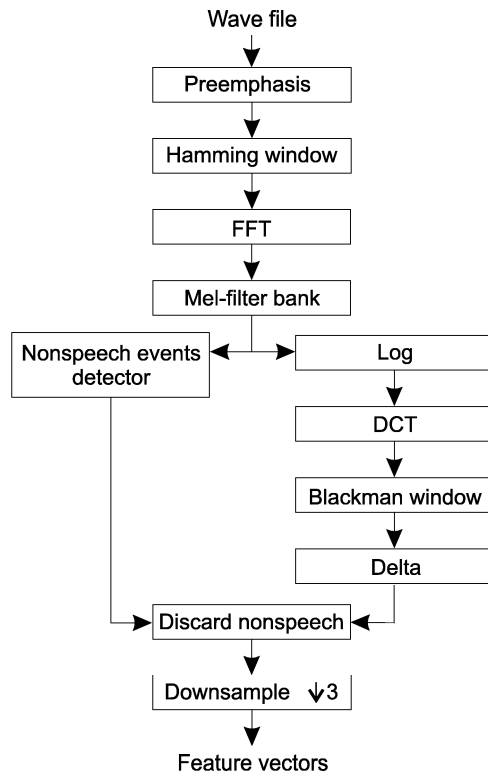 Wave file
Preemphasis
Hamming window
FFT
Mel-filter bank
Nonspeech events
detector
Log
DCT
Blackman window
Delta
Discard nonspeech
Downsample ↓3
Feature vectors